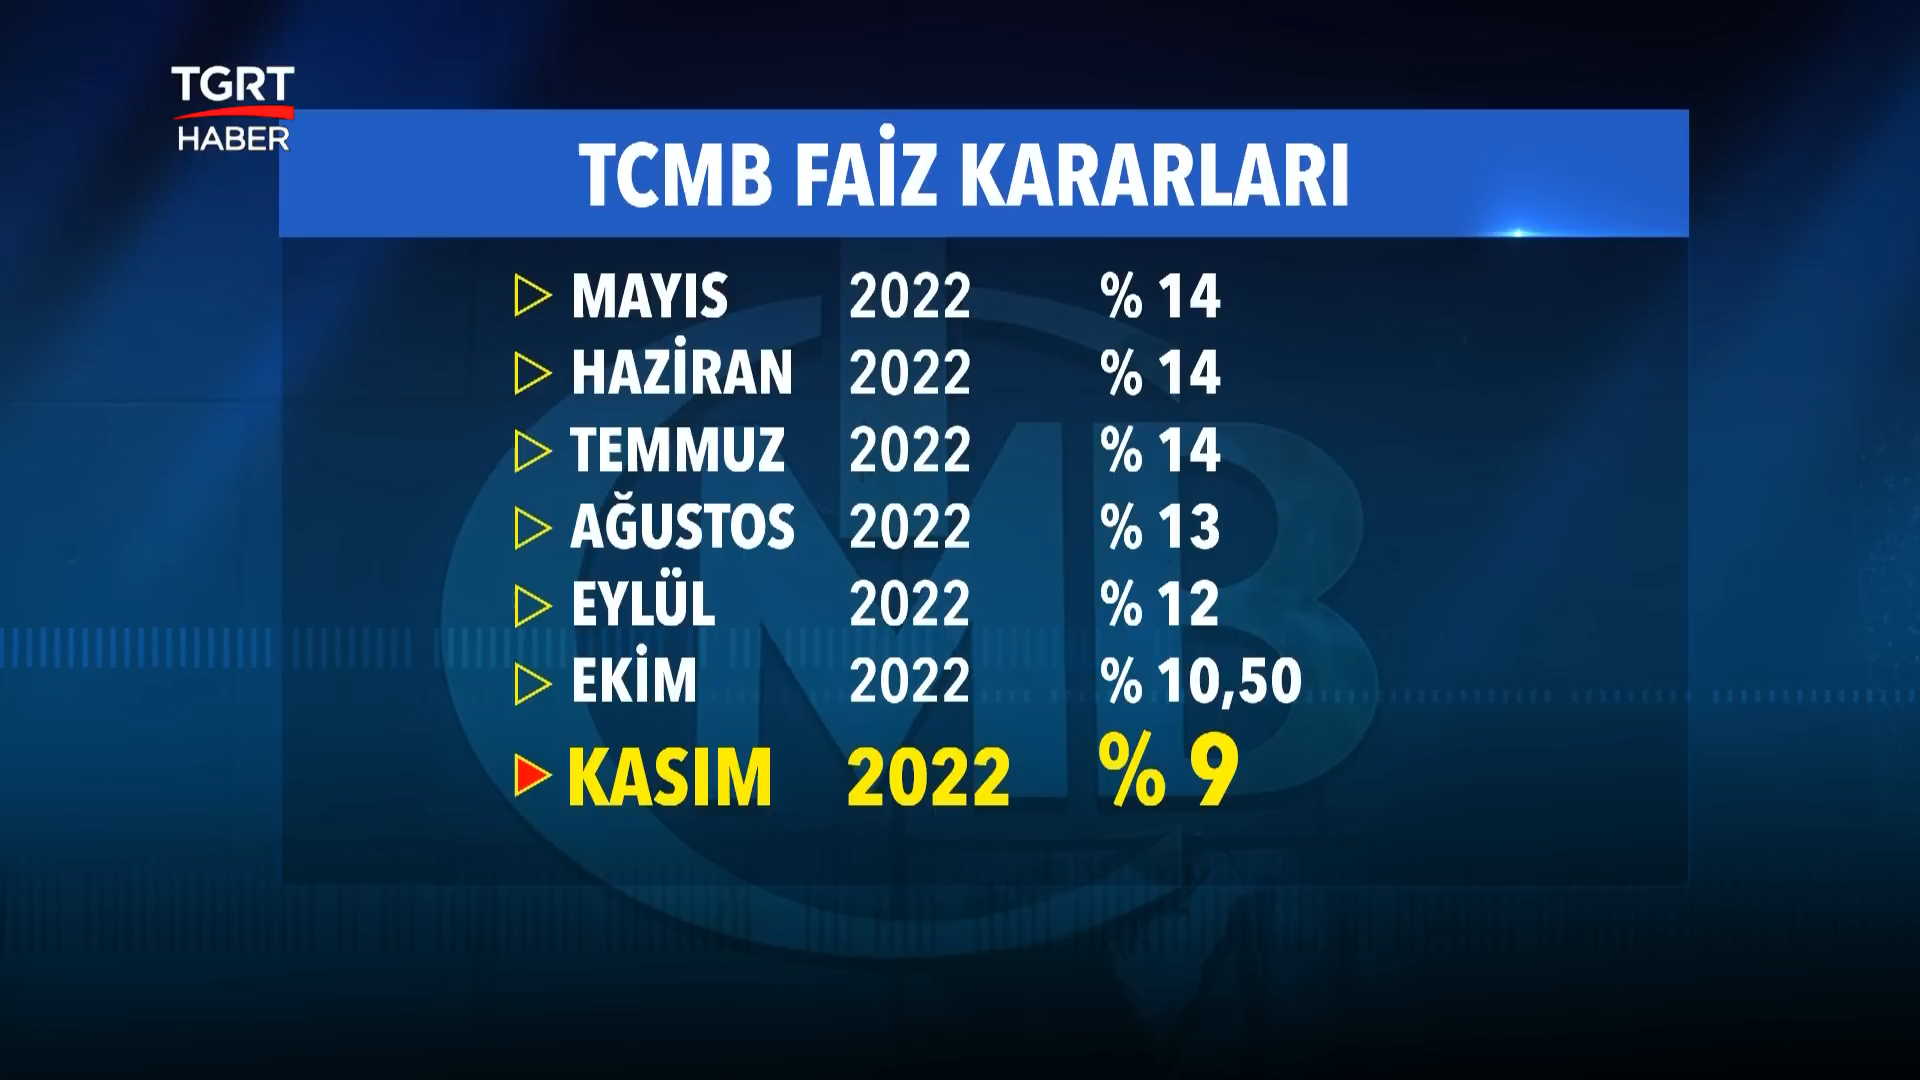 TGRT
HABER
TCMB FAİZ KARARLARI
MAYIS 2022 % 14
HAZİRAN 2022 % 14
TEMMUZ 2022 % 14
AĞUSTOS 2022 % 13
EYLÜL 2022 % 12
EKİM 2022 % 10,50
KASIM 2022 % 9